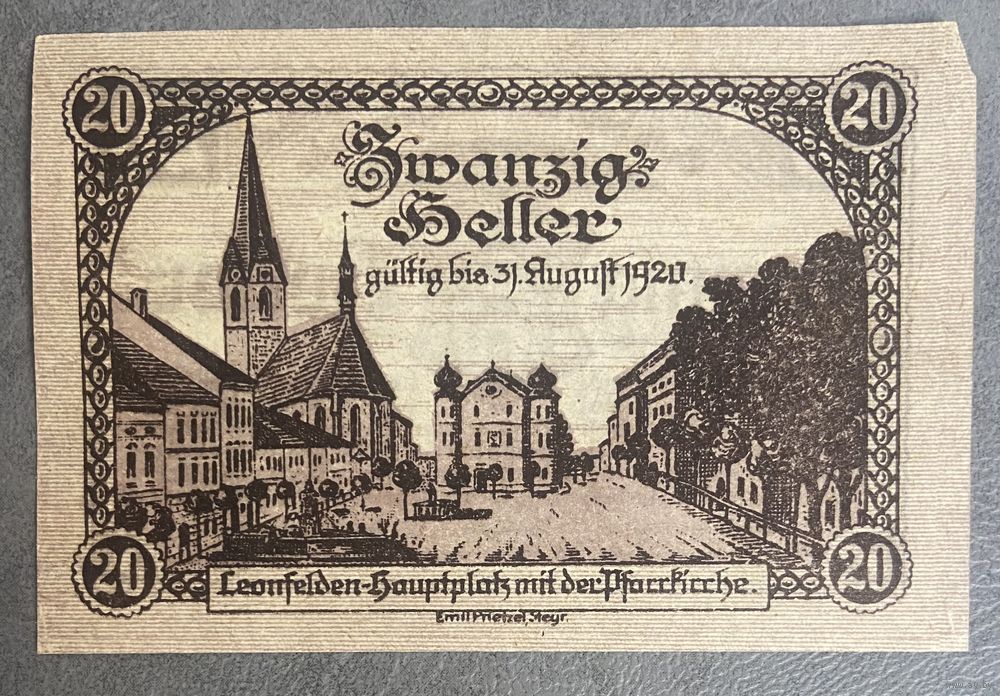 20
20
Zwanzig
Heller
gültig bis 31. August 1920.
20
20
Leonfelden-Hauptplatz mit der Pfarrkirche.
Emil Prietzel, Steyr.